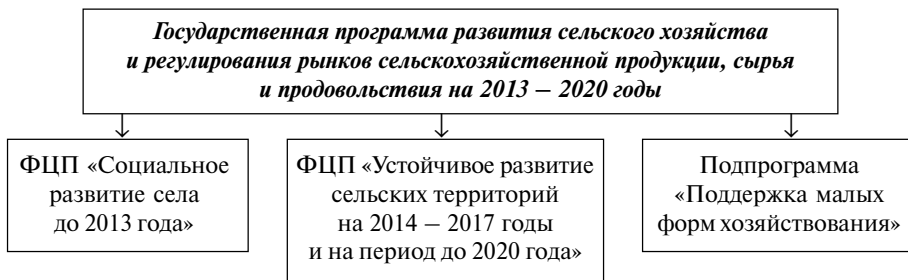 Государственная программа развития сельского хозяйства
и регулирования рынков сельскохозяйственной продукции, сырья
и продовольствия на 2013 – 2020 годы
ФЦП «Социальное
развитие села
до 2013 года»
ФЦП «Устойчивое развитие
сельских территорий
на 2014 – 2017 годы
и на период до 2020 года»
Подпрограмма
«Поддержка малых
форм хозяйствования»